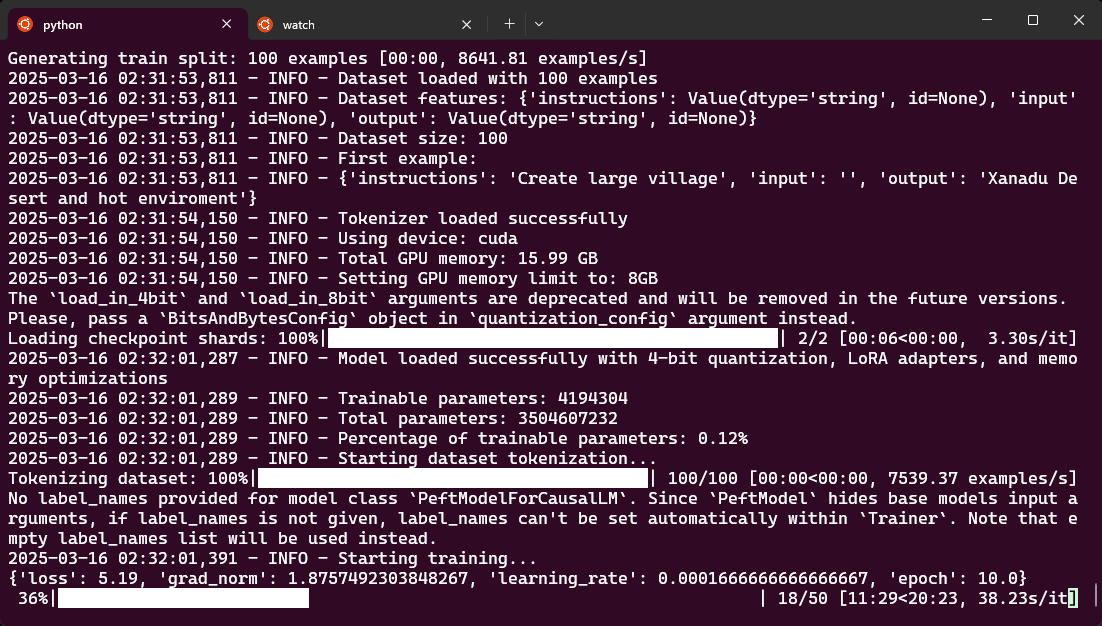 python
watch
Generating train split: 100 examples [00:00, 8641.81 examples/s]
2025-03-16 02:31:53,811 - INFO - Dataset loaded with 100 examples
2025-03-16 02:31:53,811 - INFO - Dataset features: {'instructions': Value(dtype='string', id=None), 'input'
: Value(dtype='string', id=None), 'output': Value(dtype='string', id=None)}
2025-03-16 02:31:53,811 - INFO - Dataset size: 100
2025-03-16 02:31:53,811 - INFO - First example:
2025-03-16 02:31:53,811 - INFO - {'instructions': 'Create large village', 'input': '', 'output': 'Xanadu De
sert and hot enviroment'}
2025-03-16 02:31:54,150 - INFO - Tokenizer loaded successfully
2025-03-16 02:31:54,150 - INFO - Using device: cuda
2025-03-16 02:31:54,150 - INFO - Total GPU memory: 15.99 GB
2025-03-16 02:31:54,150 - INFO - Setting GPU memory limit to: 8GB
The `load_in_4bit` and `load_in_8bit` arguments are deprecated and will be removed in the future versions.
Please, pass a `BitsAndBytesConfig` object in `quantization_config` argument instead.
Loading checkpoint shards: 100%| | 2/2 [00:06<00:00,  3.30s/it]
2025-03-16 02:32:01,287 - INFO - Model loaded successfully with 4-bit quantization, LoRA adapters, and memo
ry optimizations
2025-03-16 02:32:01,289 - INFO - Trainable parameters: 4194304
2025-03-16 02:32:01,289 - INFO - Total parameters: 3504607232
2025-03-16 02:32:01,289 - INFO - Percentage of trainable parameters: 0.12%
2025-03-16 02:32:01,289 - INFO - Starting dataset tokenization...
Tokenizing dataset: 100%| | 100/100 [00:00<00:00, 7539.37 examples/s]
No label_names provided for model class `PeftModelForCausalLM`. Since `PeftModel` hides base models input a
rguments, if label_names is not given, label_names can't be set automatically within `Trainer`. Note that e
mpty label_names list will be used instead.
2025-03-16 02:32:01,391 - INFO - Starting training...
{'loss': 5.19, 'grad_norm': 1.8757492303848267, 'learning_rate': 0.0001666666666666667, 'epoch': 10.0}
36%| | 18/50 [11:29<20:23, 38.23s/it]